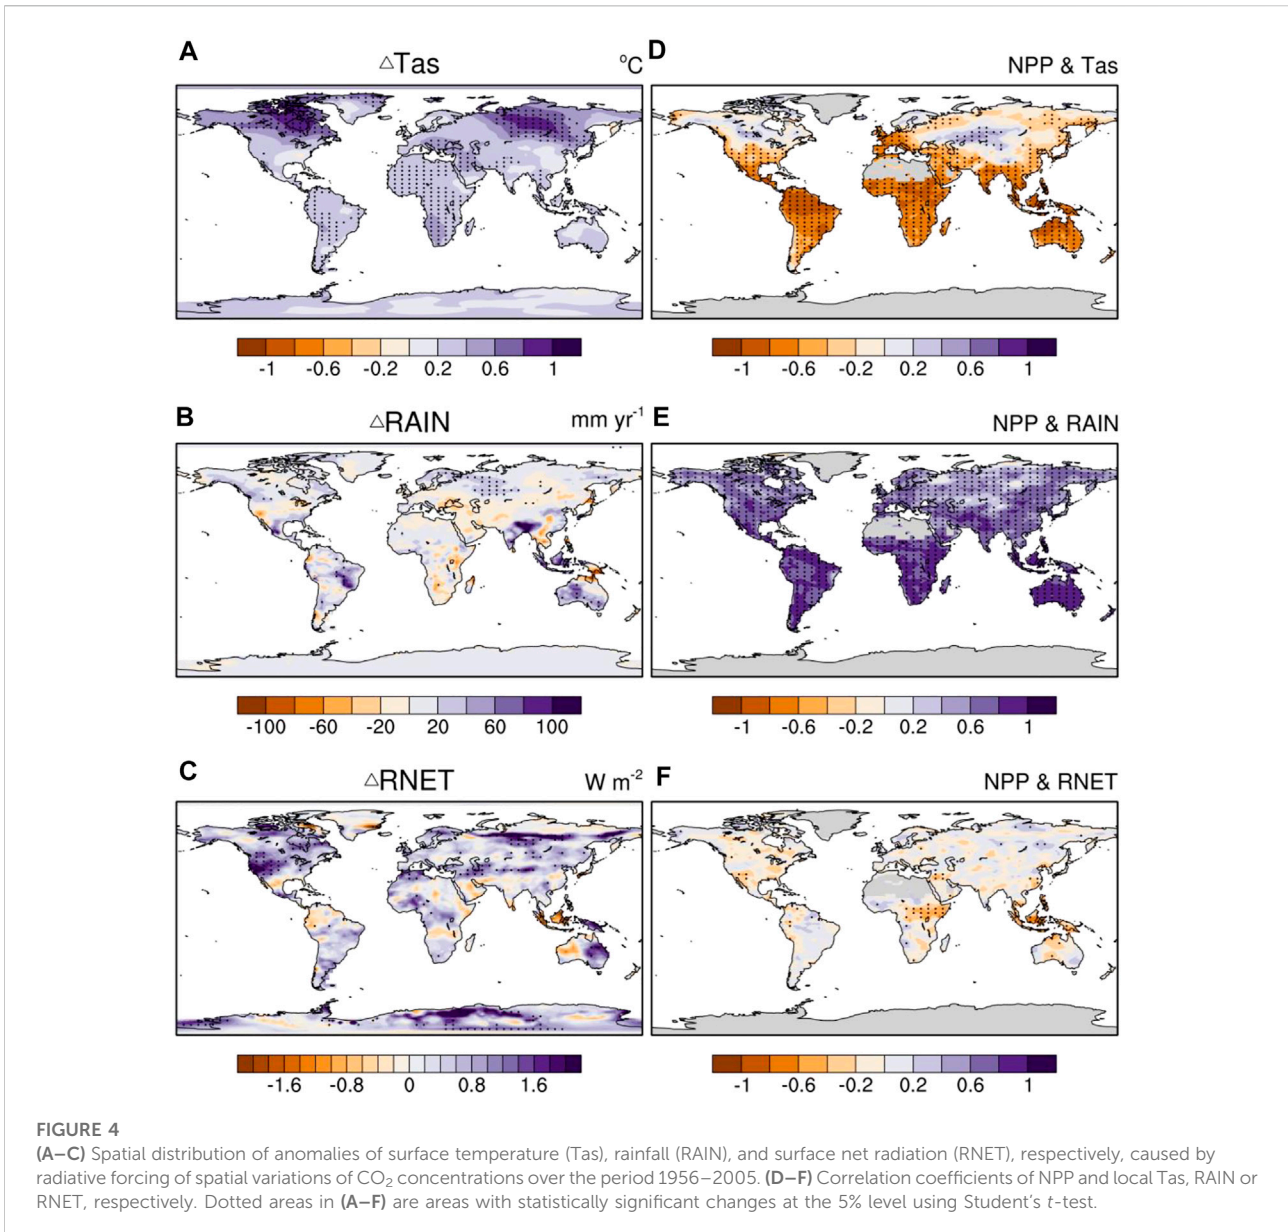 A
△Tas
°C
-1 -0.6 -0.2 0.2 0.6 1
D
NPP & Tas
-1 -0.6 -0.2 0.2 0.6 1
B
△RAIN
mm yr-1
-100 -60 -20 20 60 100
E
NPP & RAIN
-1 -0.6 -0.2 0.2 0.6 1
C
△RNET
W m-2
-1.6 -0.8 0 0.8 1.6
F
NPP & RNET
-1 -0.6 -0.2 0.2 0.6 1
FIGURE 4
(A–C) Spatial distribution of anomalies of surface temperature (Tas), rainfall (RAIN), and surface net radiation (RNET), respectively, caused by
radiative forcing of spatial variations of CO2 concentrations over the period 1956–2005. (D–F) Correlation coefficients of NPP and local Tas, RAIN or
RNET, respectively. Dotted areas in (A–F) are areas with statistically significant changes at the 5% level using Student's t-test.